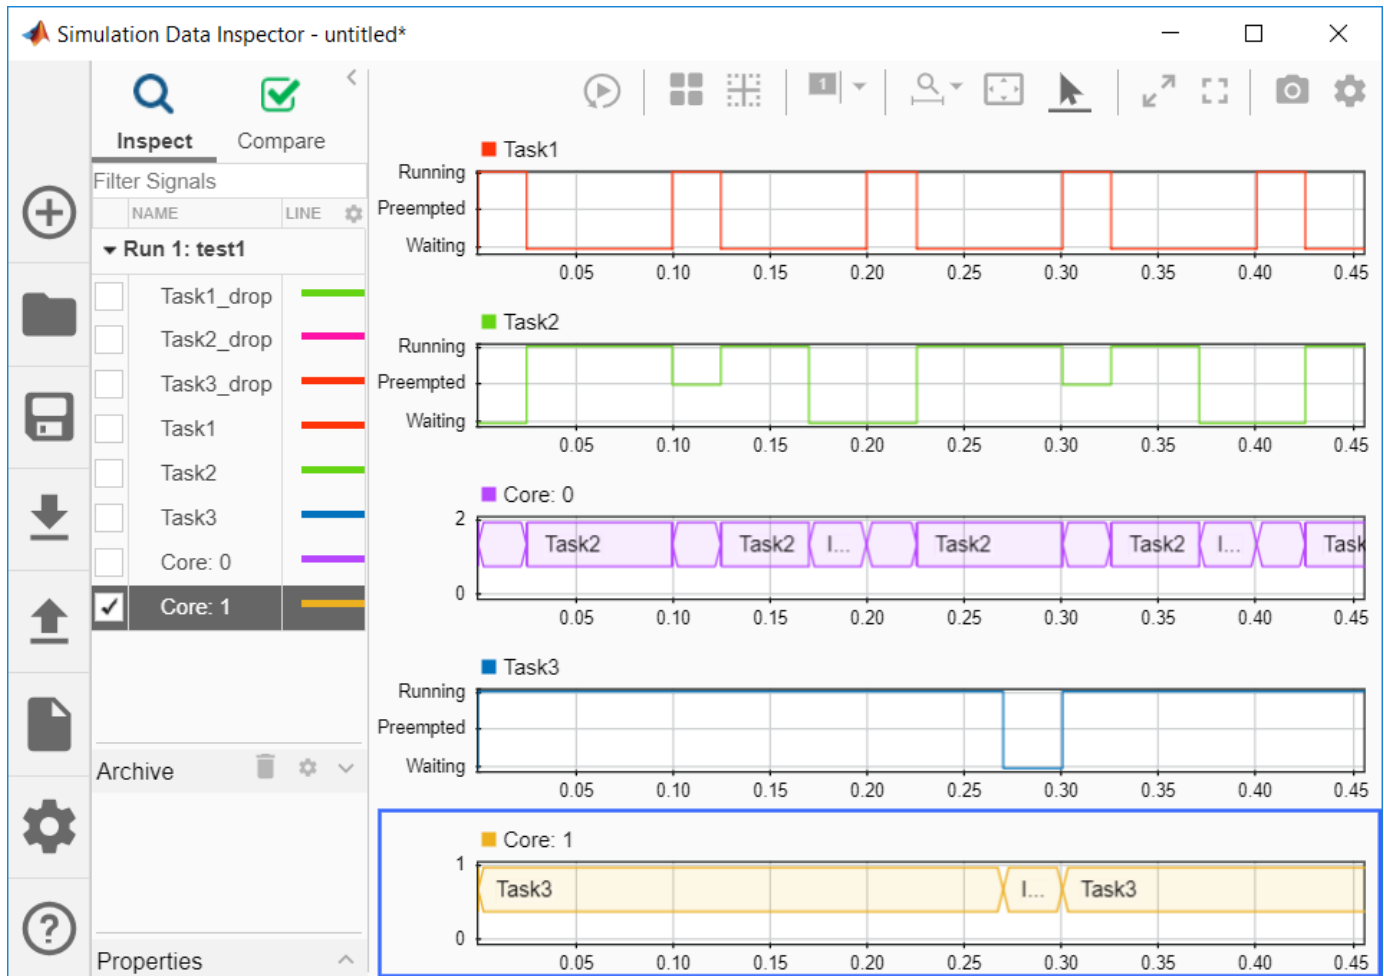 Simulation Data Inspector - untitled*
Inspect
Compare
Filter Signals
NAME
LINE
Run 1: test1
Task1_drop
Task2_drop
Task3_drop
Task1
Task2
Task3
Core: 0
Core: 1
Archive
Properties
1
Task1
Running
Preempted
Waiting
0.05 0.10 0.15 0.20 0.25 0.30 0.35 0.40 0.45
Task2
Running
Preempted
Waiting
0.05 0.10 0.15 0.20 0.25 0.30 0.35 0.40 0.45
Core: 0
2
Task2 Task2 I... Task2 Task2 I... Task
0
0.05 0.10 0.15 0.20 0.25 0.30 0.35 0.40 0.45
Task3
Running
Preempted
Waiting
0.05 0.10 0.15 0.20 0.25 0.30 0.35 0.40 0.45
Core: 1
1
Task3 I... Task3
0
0.05 0.10 0.15 0.20 0.25 0.30 0.35 0.40 0.45